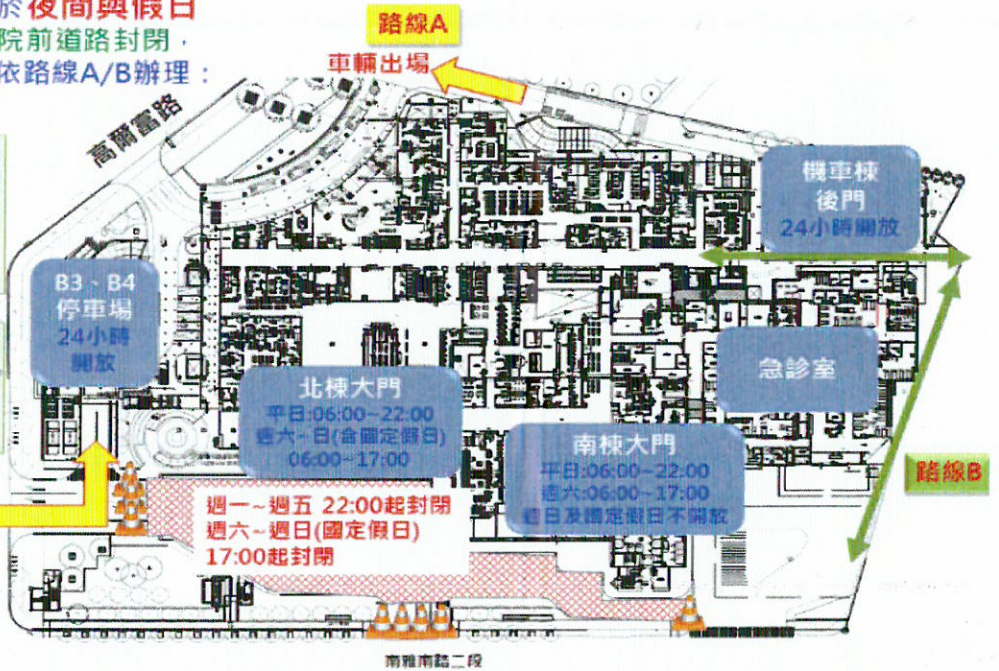 於夜間與假日
院前道路封閉，
依路線A/B辦理：
路線A
車輛出場
高爾富路
機車棟
後門
24小時開放
B3、B4
停車場
24小時
開放
急診室
北棟大門
平日:06:00~22:00
週六~日(含國定假日)
06:00~17:00
南棟大門
平日:06:00~22:00
週六:06:00~17:00
週日及國定假日不開放
路線B
週一~週五 22:00起封閉
週六~週日(國定假日)
17:00起封閉
南雅南路二段